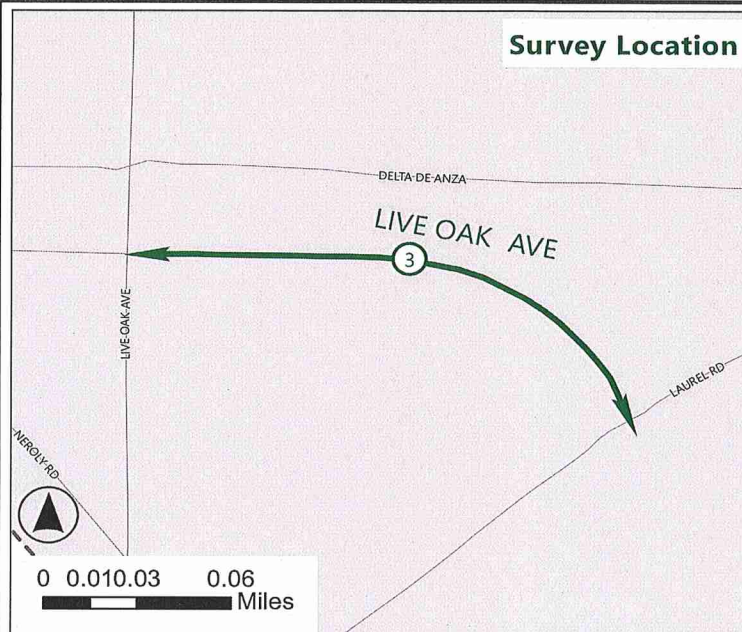 Survey Location
DELTA-DE-ANZA
LIVE OAK AVE
3
LIVE-OAK-AVE
LAUREL-RD
NEROLY-RD
0 0.010.03 0.06
Miles